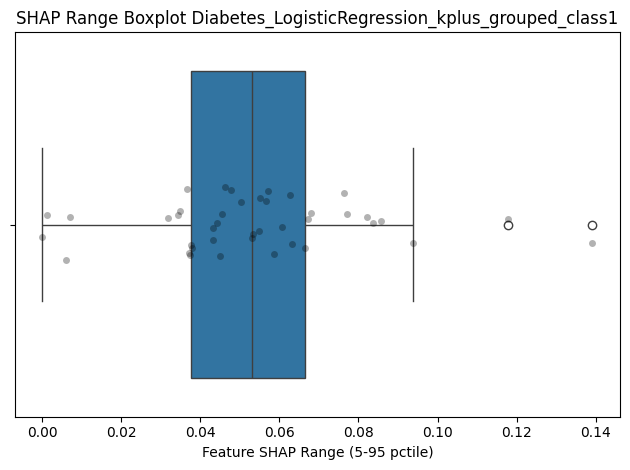 SHAP Range Boxplot Diabetes_LogisticRegression_kplus_grouped_class1
0.00 0.02 0.04 0.06 0.08 0.10 0.12 0.14
Feature SHAP Range (5-95 pctile)